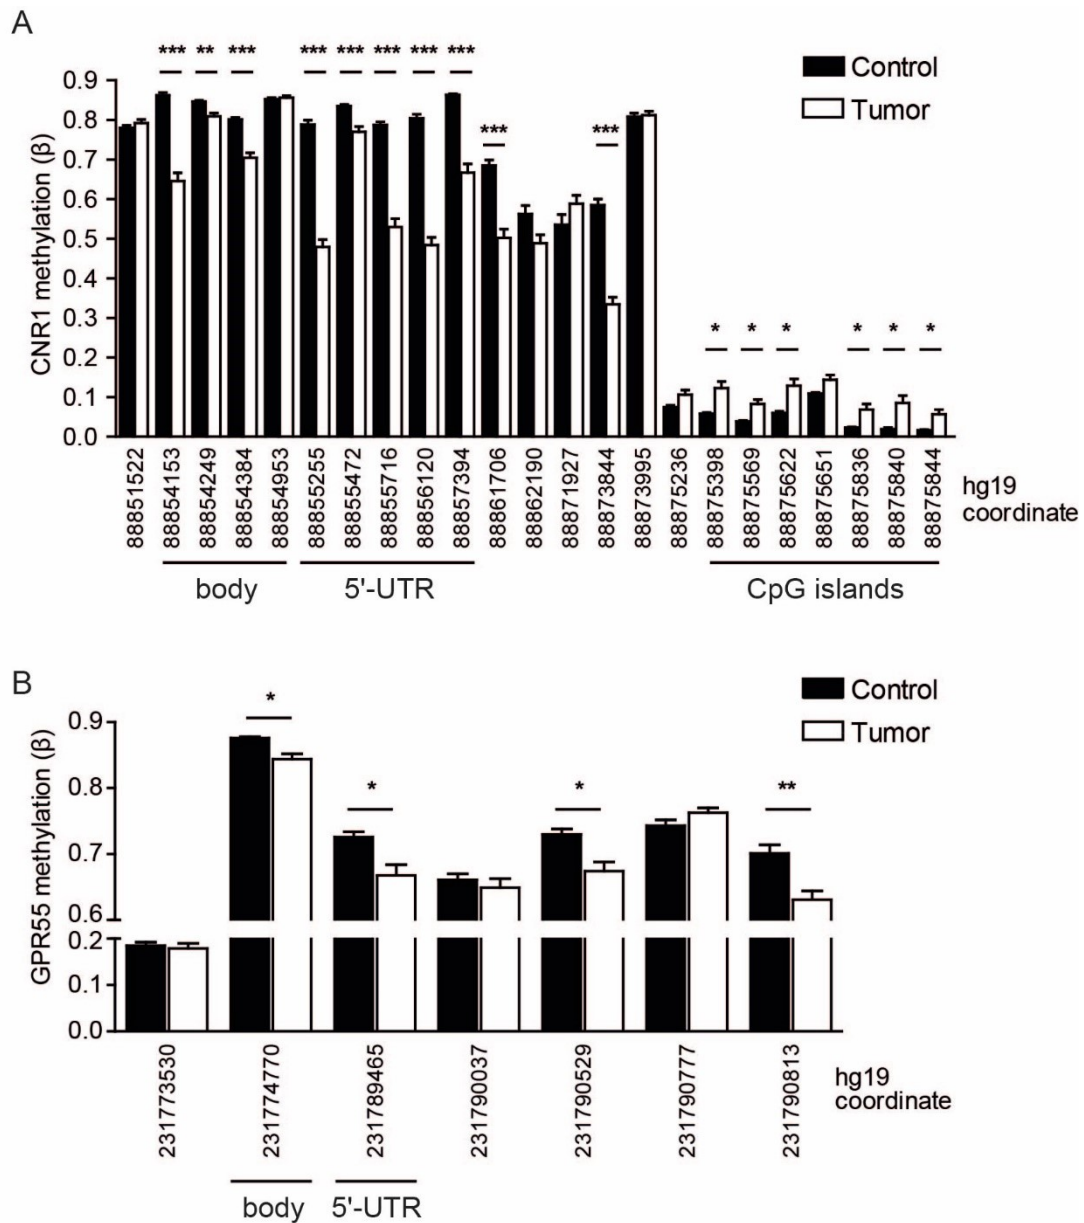 A
*** ** *** *** *** *** *** ***
Control
Tumor
***
***
* * * * * *
CNR1 methylation (β)
0.9
0.8
0.7
0.6
0.5
0.4
0.3
0.2
0.1
0.0
88851522
88854153
88854249
88854384
88854953
88855255
88855472
88855716
88856120
88857394
88861706
88862190
88871927
88873844
88873995
88875236
88875398
88875569
88875622
88875651
88875836
88875840
88875844
hg19
coordinate
body
5'-UTR
CpG islands
B
Control
Tumor
*
*
*
**
GPR55 methylation (β)
0.9
0.8
0.7
0.6
0.2
0.1
0.0
231773530
231774770
231789465
231790037
231790529
231790777
231790813
hg19
coordinate
body
5'-UTR